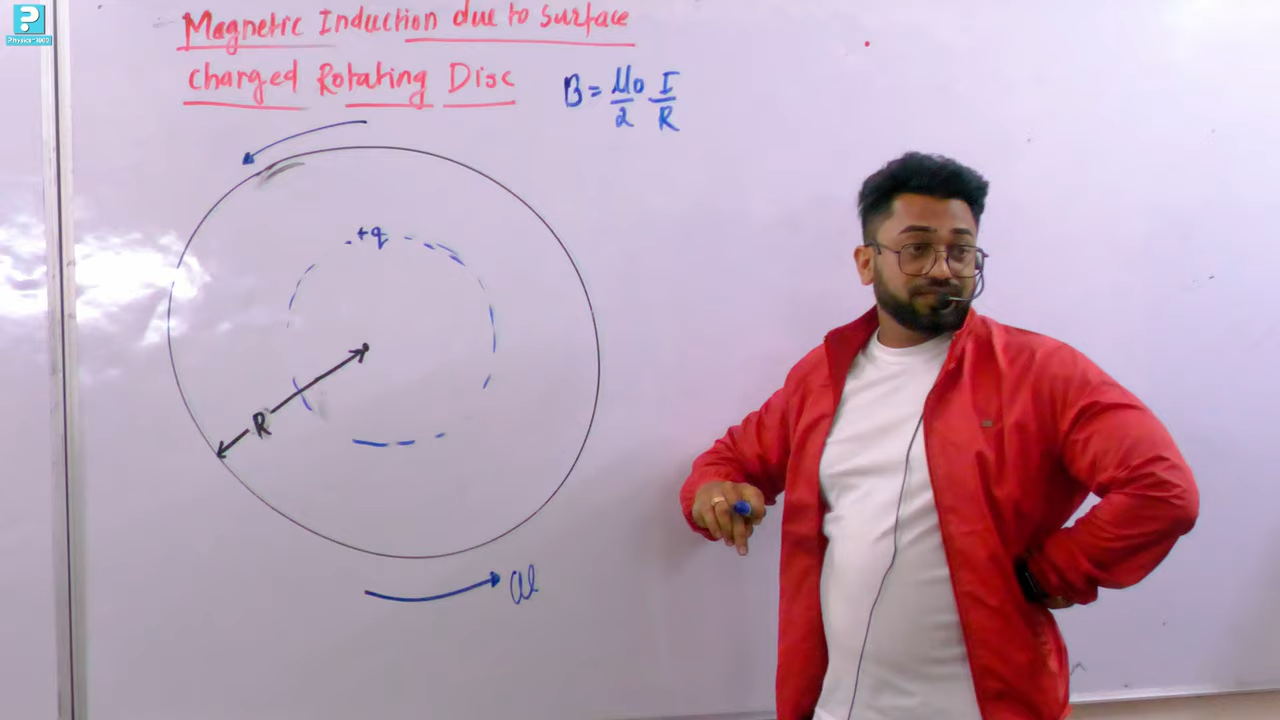 ?
Magnetic Induction due to Surface
Charged Rotating Disc
B = μ0/2 I/R
+q
R
ω